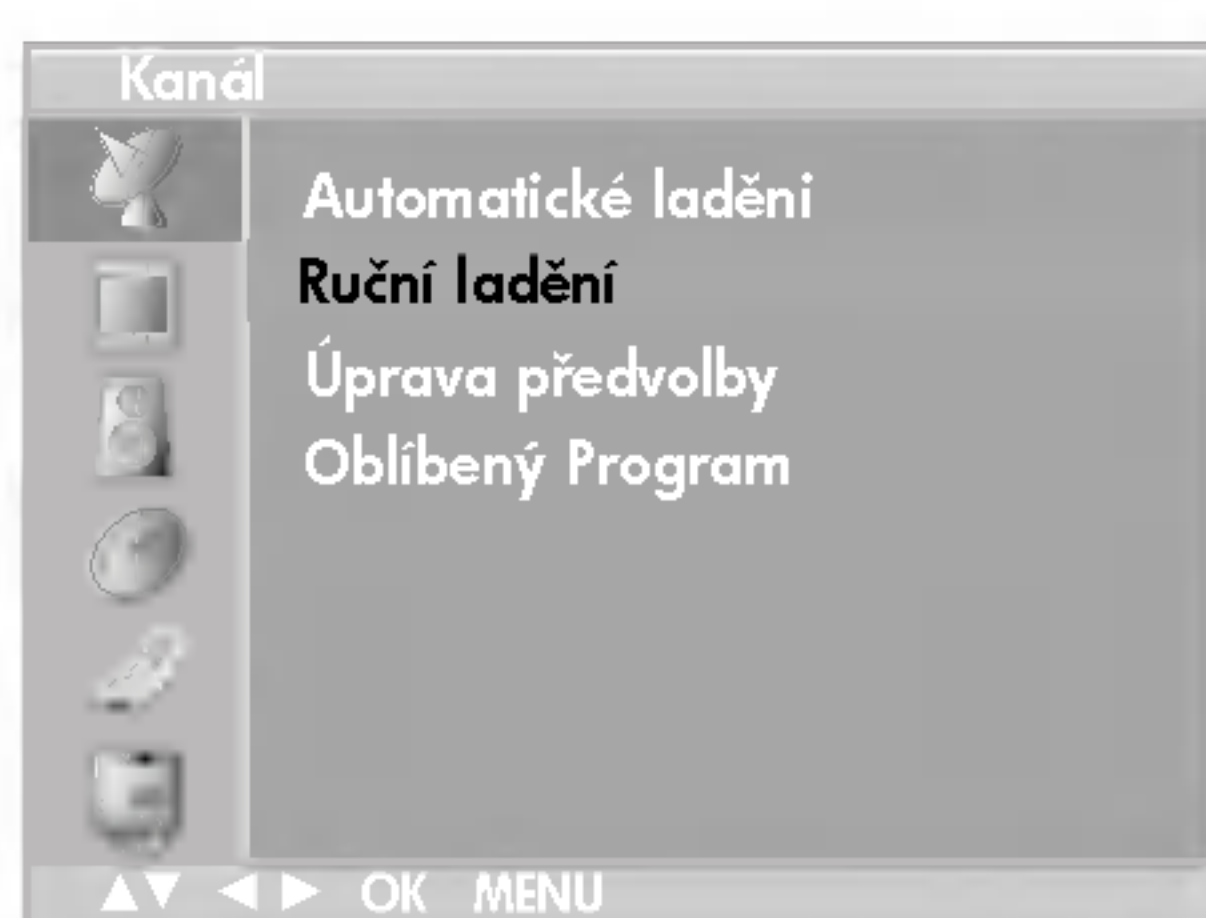 Kanál
Automatické laděni
Ruční ladění
Úprava předvolby
Oblíbený Program
▲▼ ◀ ▶ OK MENU